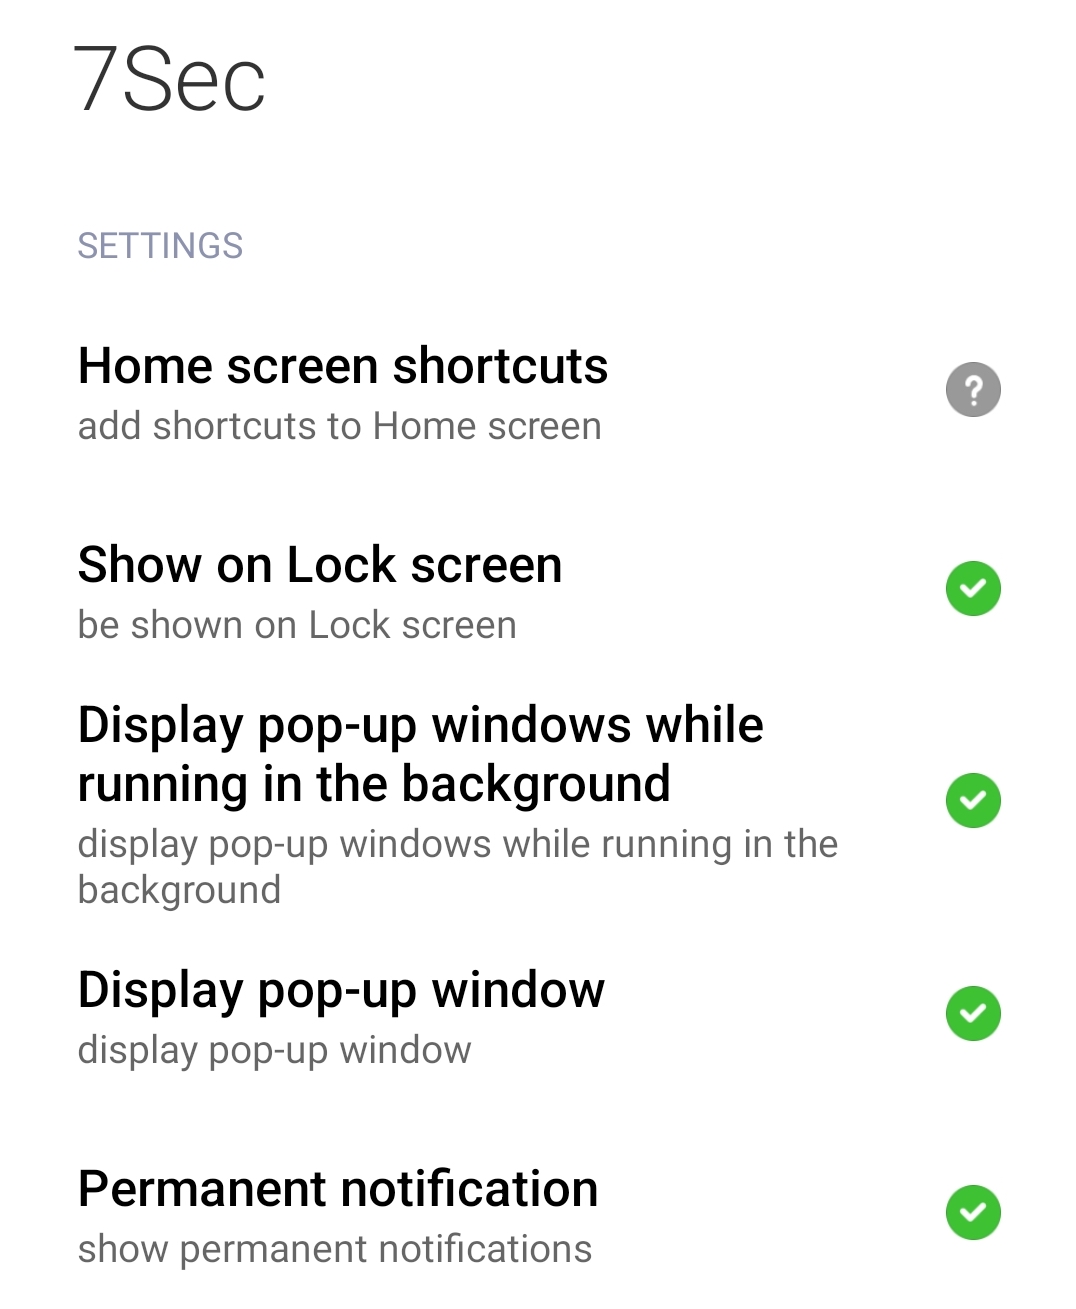 7Sec
SETTINGS
Home screen shortcuts
add shortcuts to Home screen
Show on Lock screen
be shown on Lock screen
Display pop-up windows while
running in the background
display pop-up windows while running in the
background
Display pop-up window
display pop-up window
Permanent notification
show permanent notifications